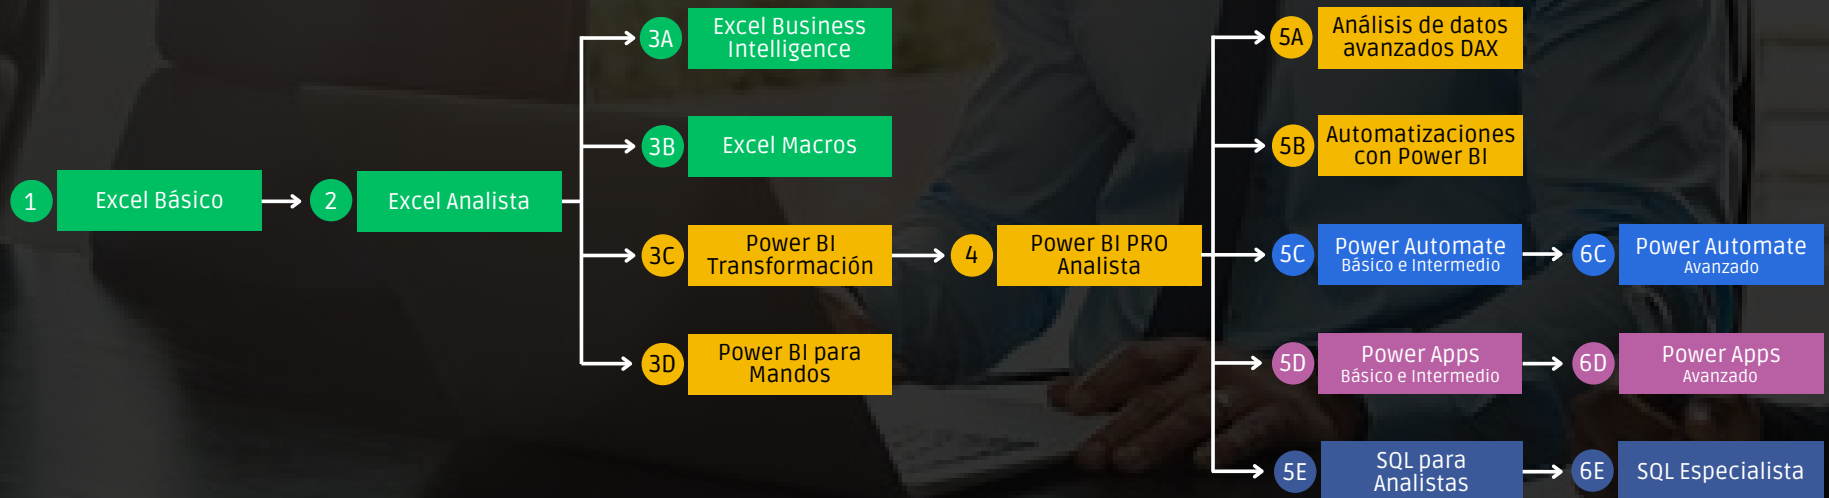 1
Excel Básico
2
Excel Analista
3A
Excel Business
Intelligence
3B
Excel Macros
3C
Power BI
Transformación
3D
Power BI para
Mandos
4
Power BI PRO
Analista
5A
Análisis de datos
avanzados DAX
5B
Automatizaciones
con Power BI
5C
Power Automate
Básico e Intermedio
6C
Power Automate
Avanzado
5D
Power Apps
Básico e Intermedio
6D
Power Apps
Avanzado
5E
SQL para
Analistas
6E
SQL Especialista